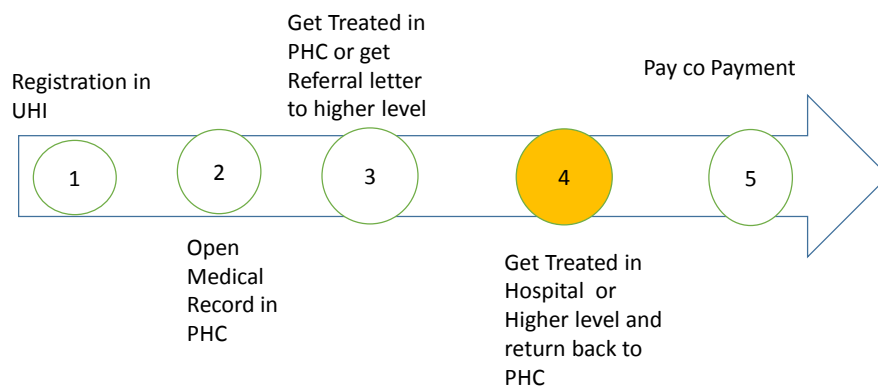 Registration in
UHI
1
Open
Medical
Record in
PHC
2
Get Treated in
PHC or get
Referral letter
to higher level
3
Get Treated in
Hospital or
Higher level and
return back to
PHC
4
Pay co Payment
5